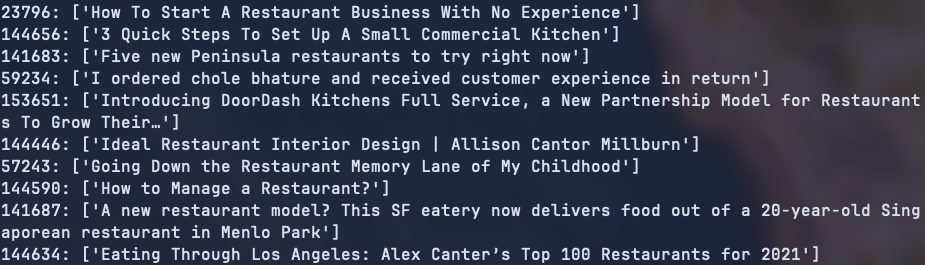 23796: ['How To Start A Restaurant Business With No Experience']
144656: ['3 Quick Steps To Set Up A Small Commercial Kitchen']
141683: ['Five new Peninsula restaurants to try right now']
59234: ['I ordered chole bhature and received customer experience in return']
153651: ['Introducing DoorDash Kitchens Full Service, a New Partnership Model for Restaurant
s To Grow Their…']
144446: ['Ideal Restaurant Interior Design | Allison Cantor Millburn']
57243: ['Going Down the Restaurant Memory Lane of My Childhood']
144590: ['How to Manage a Restaurant?']
141687: ['A new restaurant model? This SF eatery now delivers food out of a 20-year-old Sing
aporean restaurant in Menlo Park']
144634: ['Eating Through Los Angeles: Alex Canter’s Top 100 Restaurants for 2021']